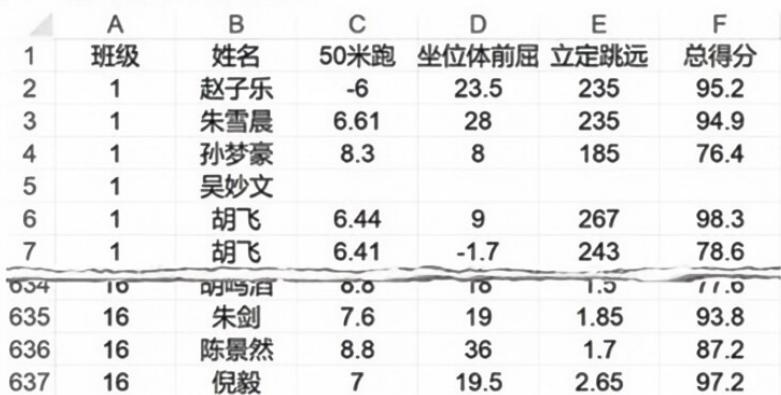 A B C D E F
1 班级 姓名 50米跑 坐位体前屈 立定跳远 总得分
2 1 赵子乐 -6 23.5 235 95.2
3 1 朱雪晨 6.61 28 235 94.9
4 1 孙梦豪 8.3 8 185 76.4
5 1 吴妙文
6 1 胡飞 6.44 9 267 98.3
7 1 胡飞 6.41 -1.7 243 78.6
634 16 8.8 18 1.5 77.6
635 16 朱剑 7.6 19 1.85 93.8
636 16 陈景然 8.8 36 1.7 87.2
637 16 倪毅 7 19.5 2.65 97.2